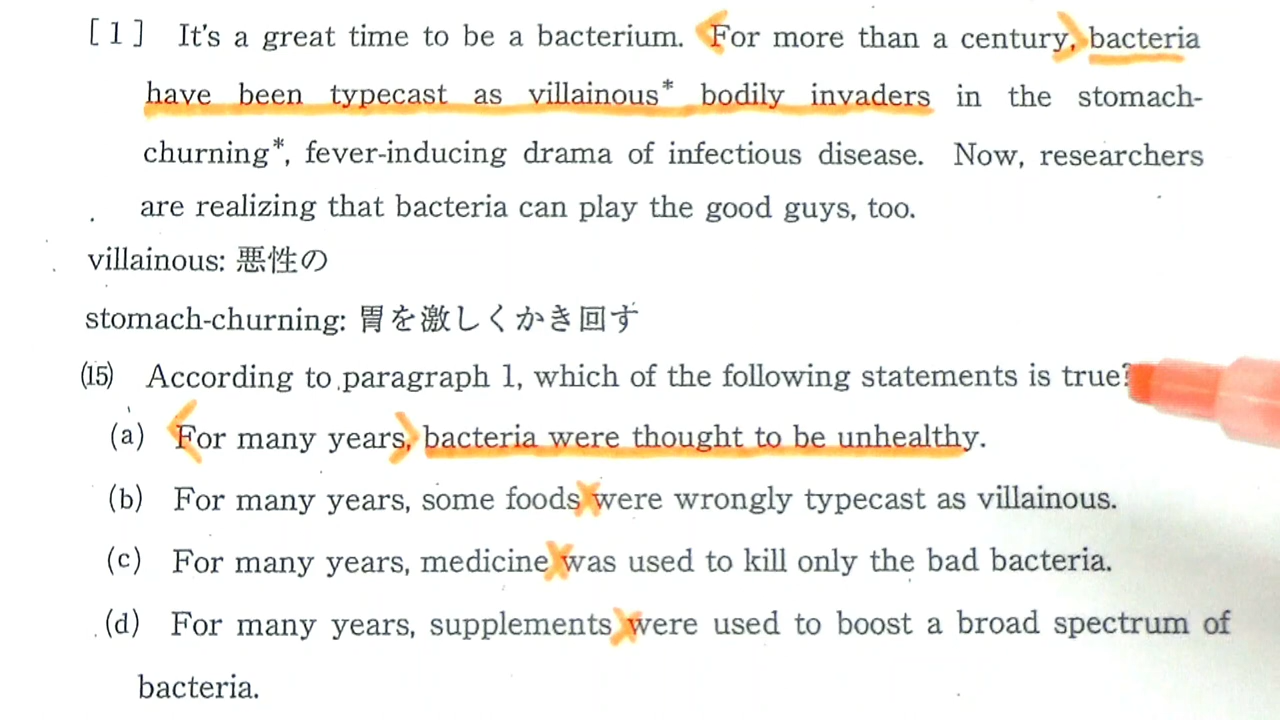 [1] It's a great time to be a bacterium. For more than a century, bacteria
have been typecast as villainous* bodily invaders in the stomach-
churning*, fever-inducing drama of infectious disease. Now, researchers
are realizing that bacteria can play the good guys, too.
villainous: 悪性の
stomach-churning: 胃を激しくかき回す
(15) According to paragraph 1, which of the following statements is true?
(a) For many years, bacteria were thought to be unhealthy.
(b) For many years, some foods were wrongly typecast as villainous.
(c) For many years, medicine was used to kill only the bad bacteria.
(d) For many years, supplements were used to boost a broad spectrum of
bacteria.